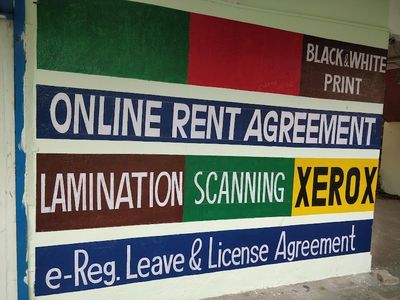 BLACK & WHITE
PRINT
ONLINE RENT AGREEMENT
LAMINATION SCANNING XEROX
e-Reg. Leave & License Agreement